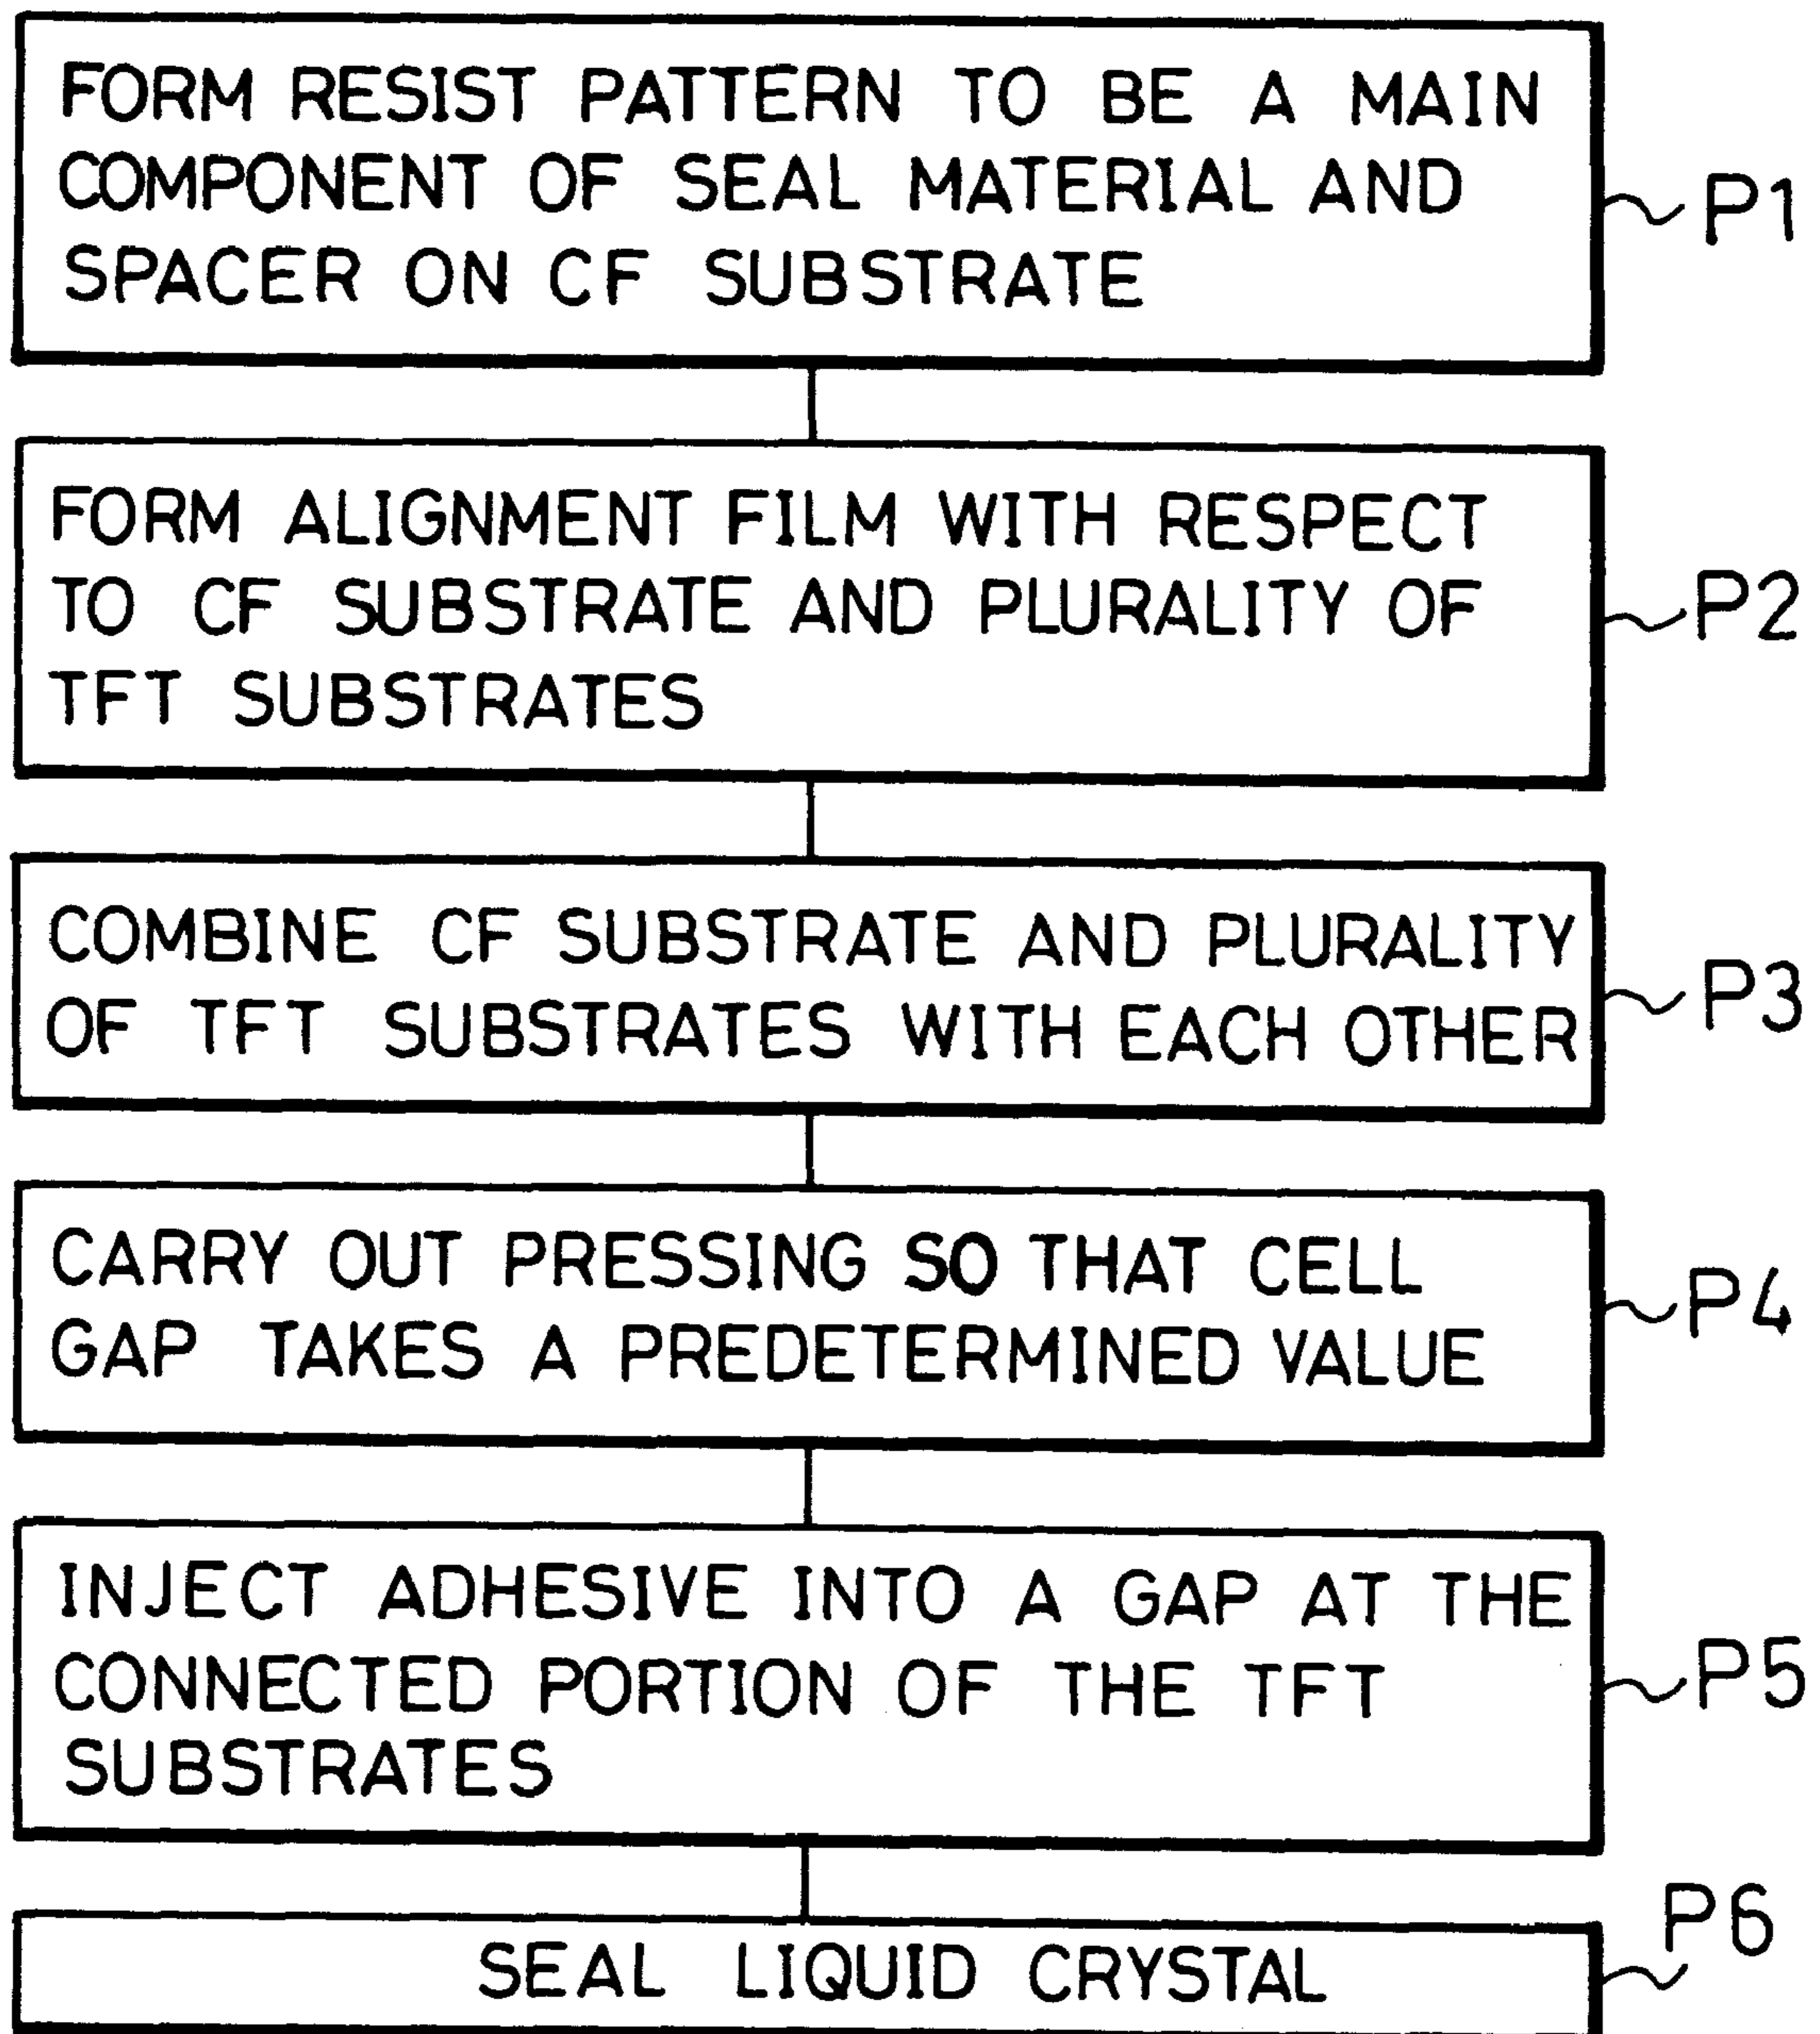 FORM RESIST PATTERN TO BE A MAIN
COMPONENT OF SEAL MATERIAL AND
SPACER ON CF SUBSTRATE
P1
FORM ALIGNMENT FILM WITH RESPECT
TO CF SUBSTRATE AND PLURALITY OF
TFT SUBSTRATES
P2
COMBINE CF SUBSTRATE AND PLURALITY
OF TFT SUBSTRATES WITH EACH OTHER
P3
CARRY OUT PRESSING SO THAT CELL
GAP TAKES A PREDETERMINED VALUE
P4
INJECT ADHESIVE INTO A GAP AT THE
CONNECTED PORTION OF THE TFT
SUBSTRATES
P5
SEAL LIQUID CRYSTAL
P6